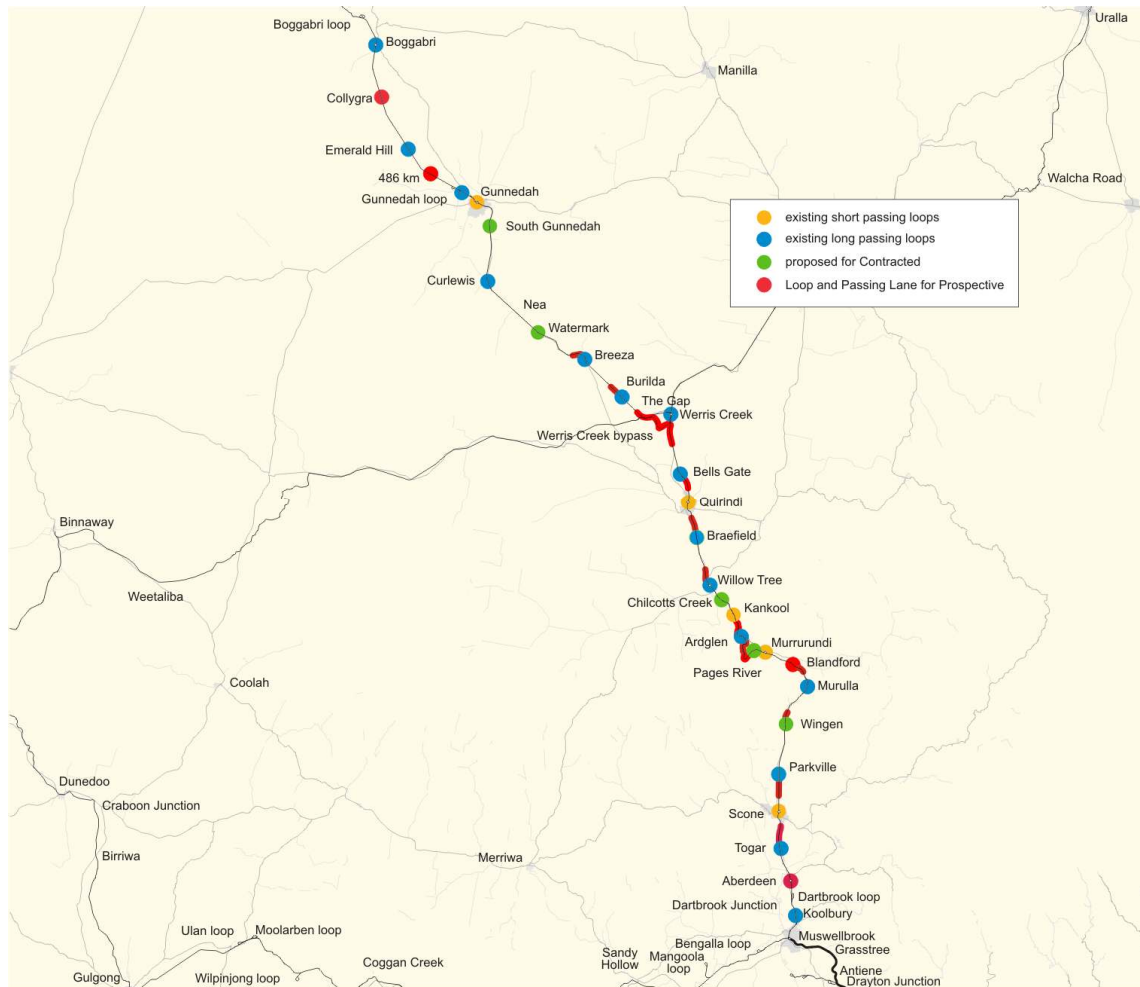 Uralla
Boggabri loop
Boggabri
Manilla
Collygra
Emerald Hill
486 km
Walcha Road
Gunnedah
Gunnedah loop
South Gunnedah
existing short passing loops
existing long passing loops
proposed for Contracted
Loop and Passing Lane for Prospective
Curlewis
Nea
Watermark
Breeza
Burilda
The Gap
Werris Creek
Werris Creek bypass
Bells Gate
Quirindi
Binnaway
Braefield
Willow Tree
Weetaliba
Chilcotts Creek
Kankool
Ardglen
Murrurundi
Blandford
Pages River
Coolah
Murulla
Wingen
Parkville
Dunedoo
Craboon Junction
Scone
Togar
Birriwa
Merriwa
Aberdeen
Dartbrook loop
Dartbrook Junction
Koolbury
Ulan loop
Moolarben loop
Muswellbrook
Bengalla loop
Grasstree
Sandy
Hollow
Mangoola
loop
Coggan Creek
Antiene
Gulgong
Wilpinjong loop
Drayton Junction